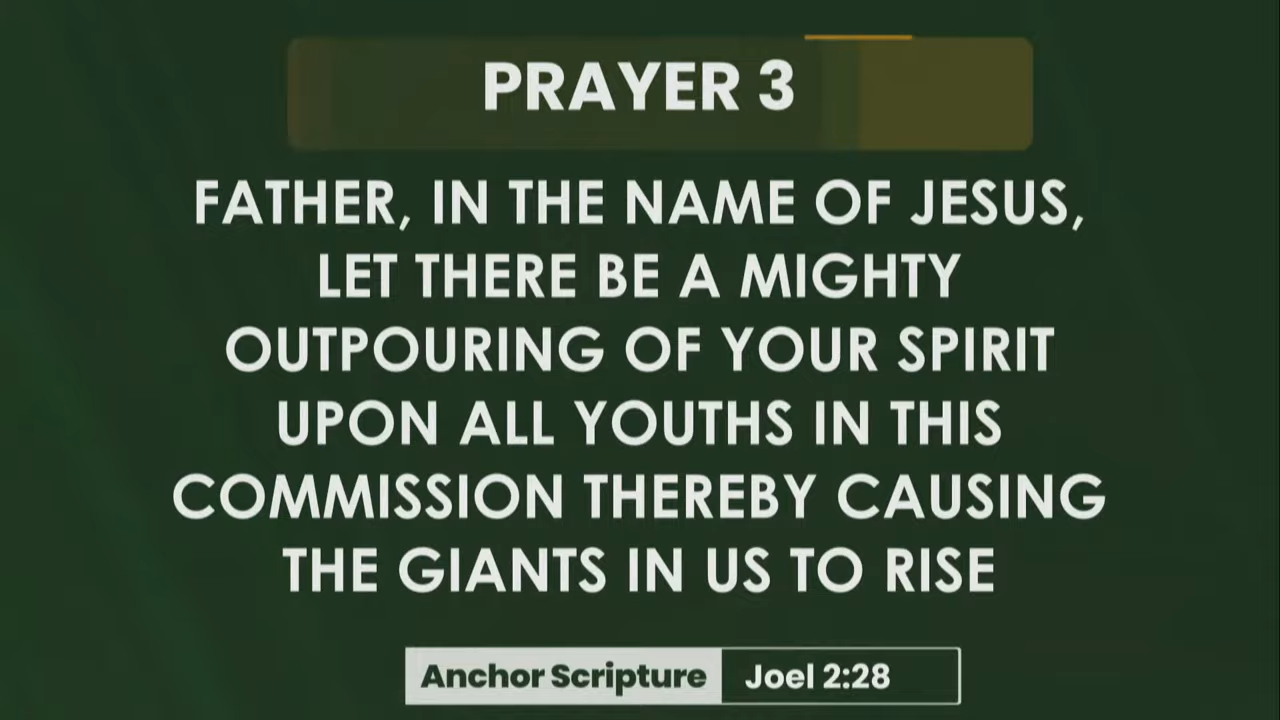 PRAYER 3
FATHER, IN THE NAME OF JESUS,
LET THERE BE A MIGHTY
OUTPOURING OF YOUR SPIRIT
UPON ALL YOUTHS IN THIS
COMMISSION THEREBY CAUSING
THE GIANTS IN US TO RISE
Anchor Scripture Joel 2:28